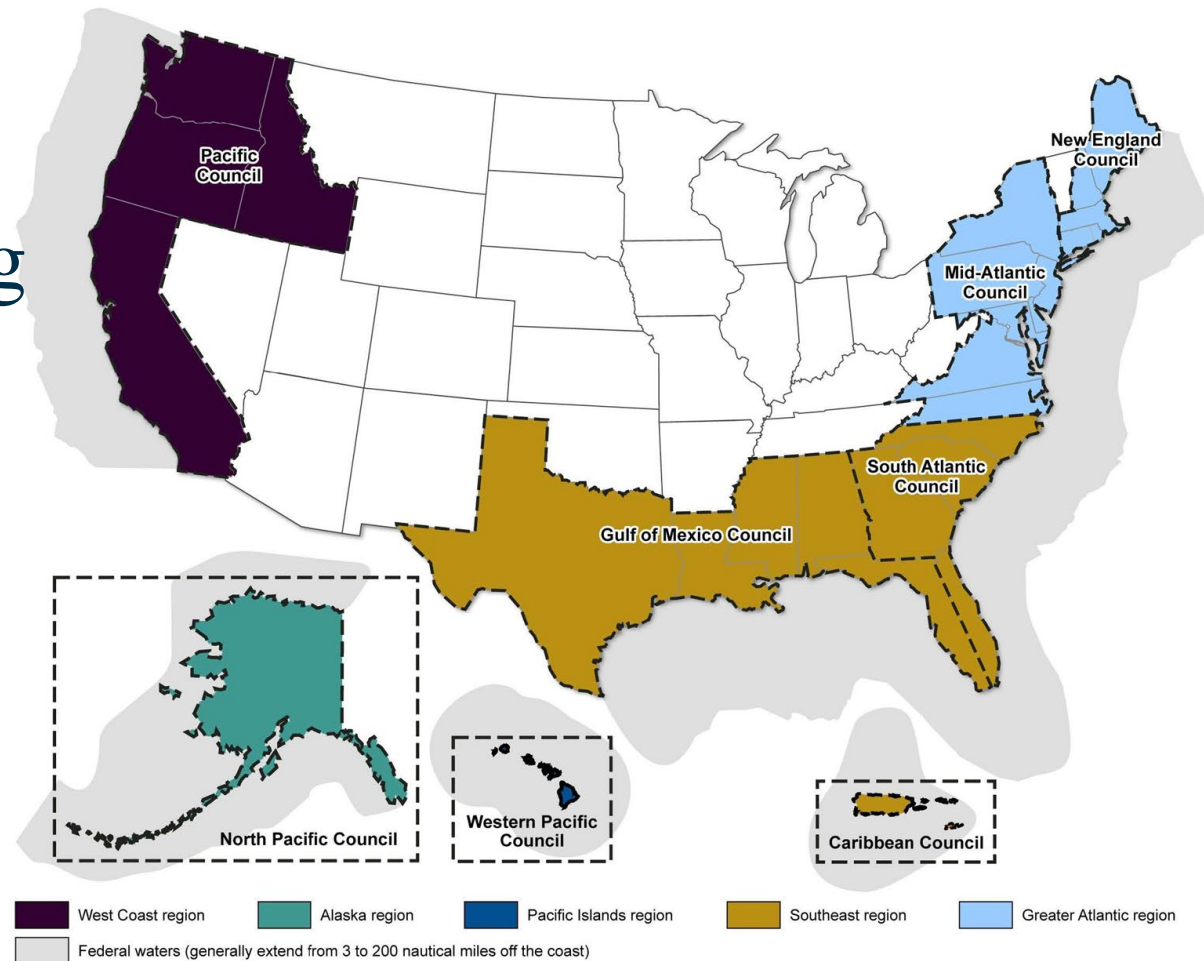 Pacific
Council
New England
Council
g
Mid-Atlantic
Council
South Atlantic
Council
Gulf of Mexico Council
North Pacific Council
Western Pacific
Council
Caribbean Council
West Coast region
Alaska region
Pacific Islands region
Southeast region
Greater Atlantic region
Federal waters (generally extend from 3 to 200 nautical miles off the coast)